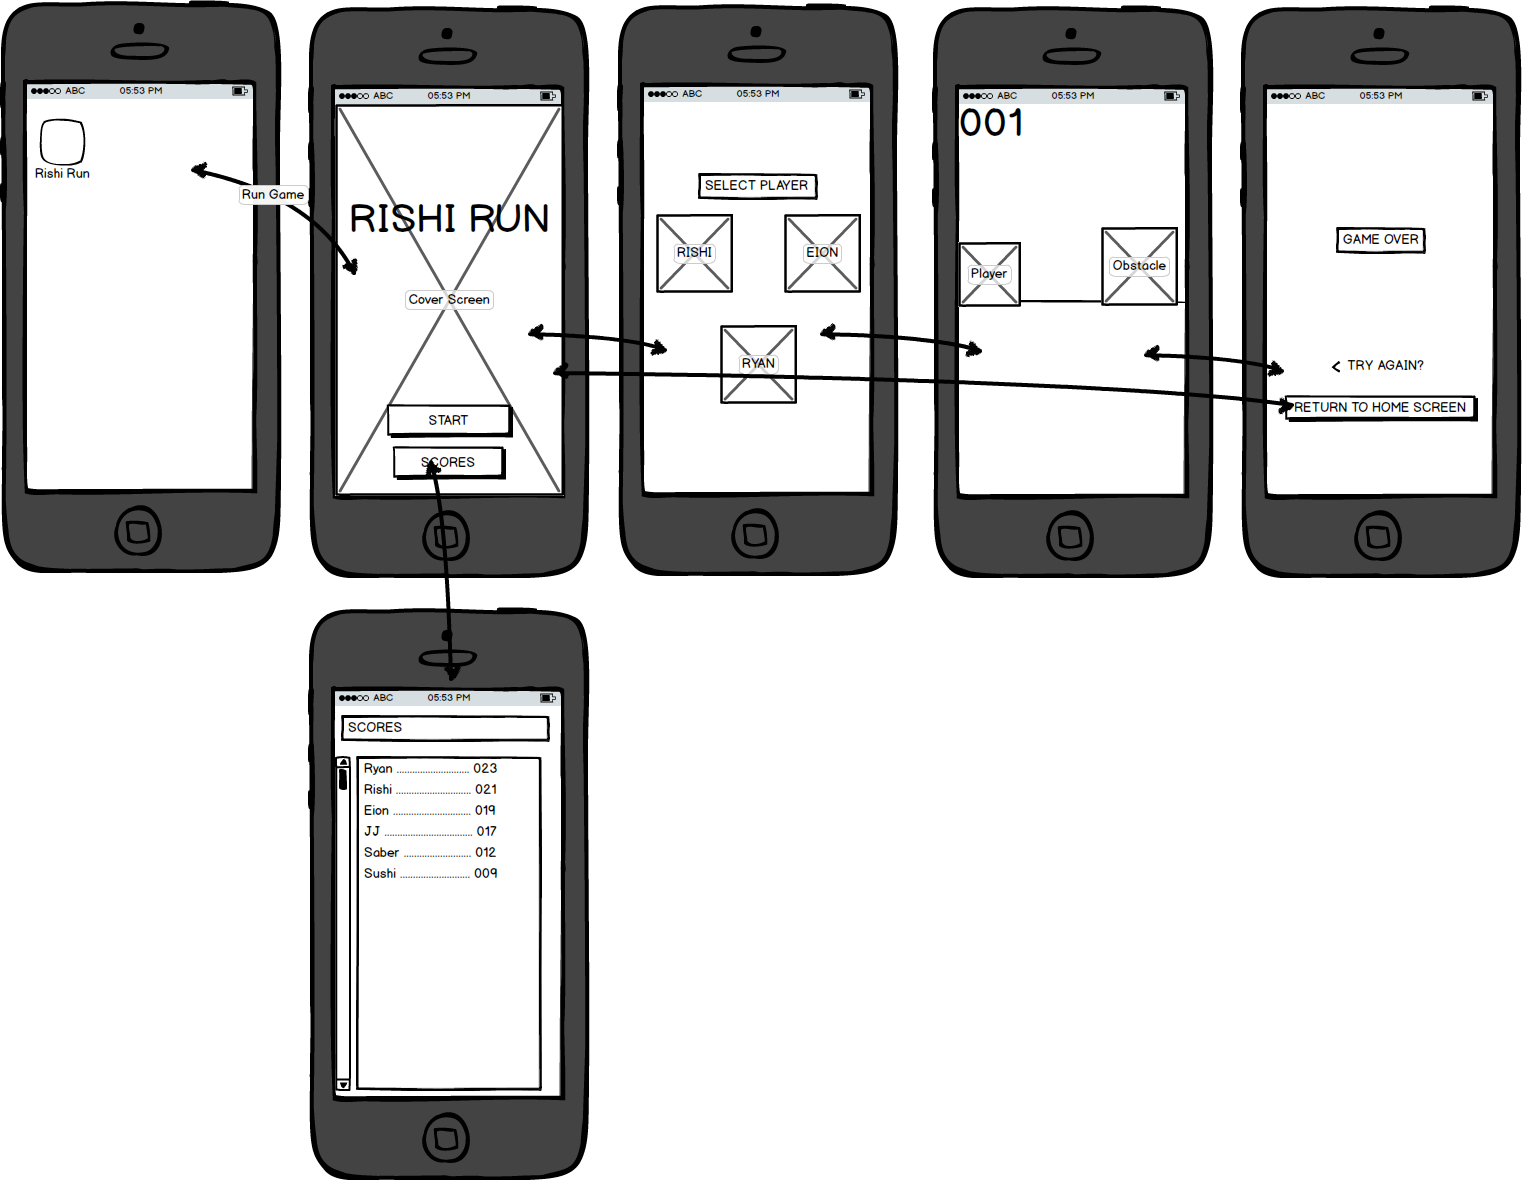 ABC 05:53 PM
Rishi Run
Run Game
ABC 05:53 PM
RISHI RUN
Cover Screen
START
SCORES
ABC 05:53 PM
SELECT PLAYER
RISHI
EION
RYAN
ABC 05:53 PM
001
Player
Obstacle
ABC 05:53 PM
GAME OVER
< TRY AGAIN?
RETURN TO HOME SCREEN
ABC 05:53 PM
SCORES
Ryan ............................. 023
Rishi .............................. 021
Eion ............................... 019
JJ ................................... 017
Saber ........................... 012
Sushi ............................ 009